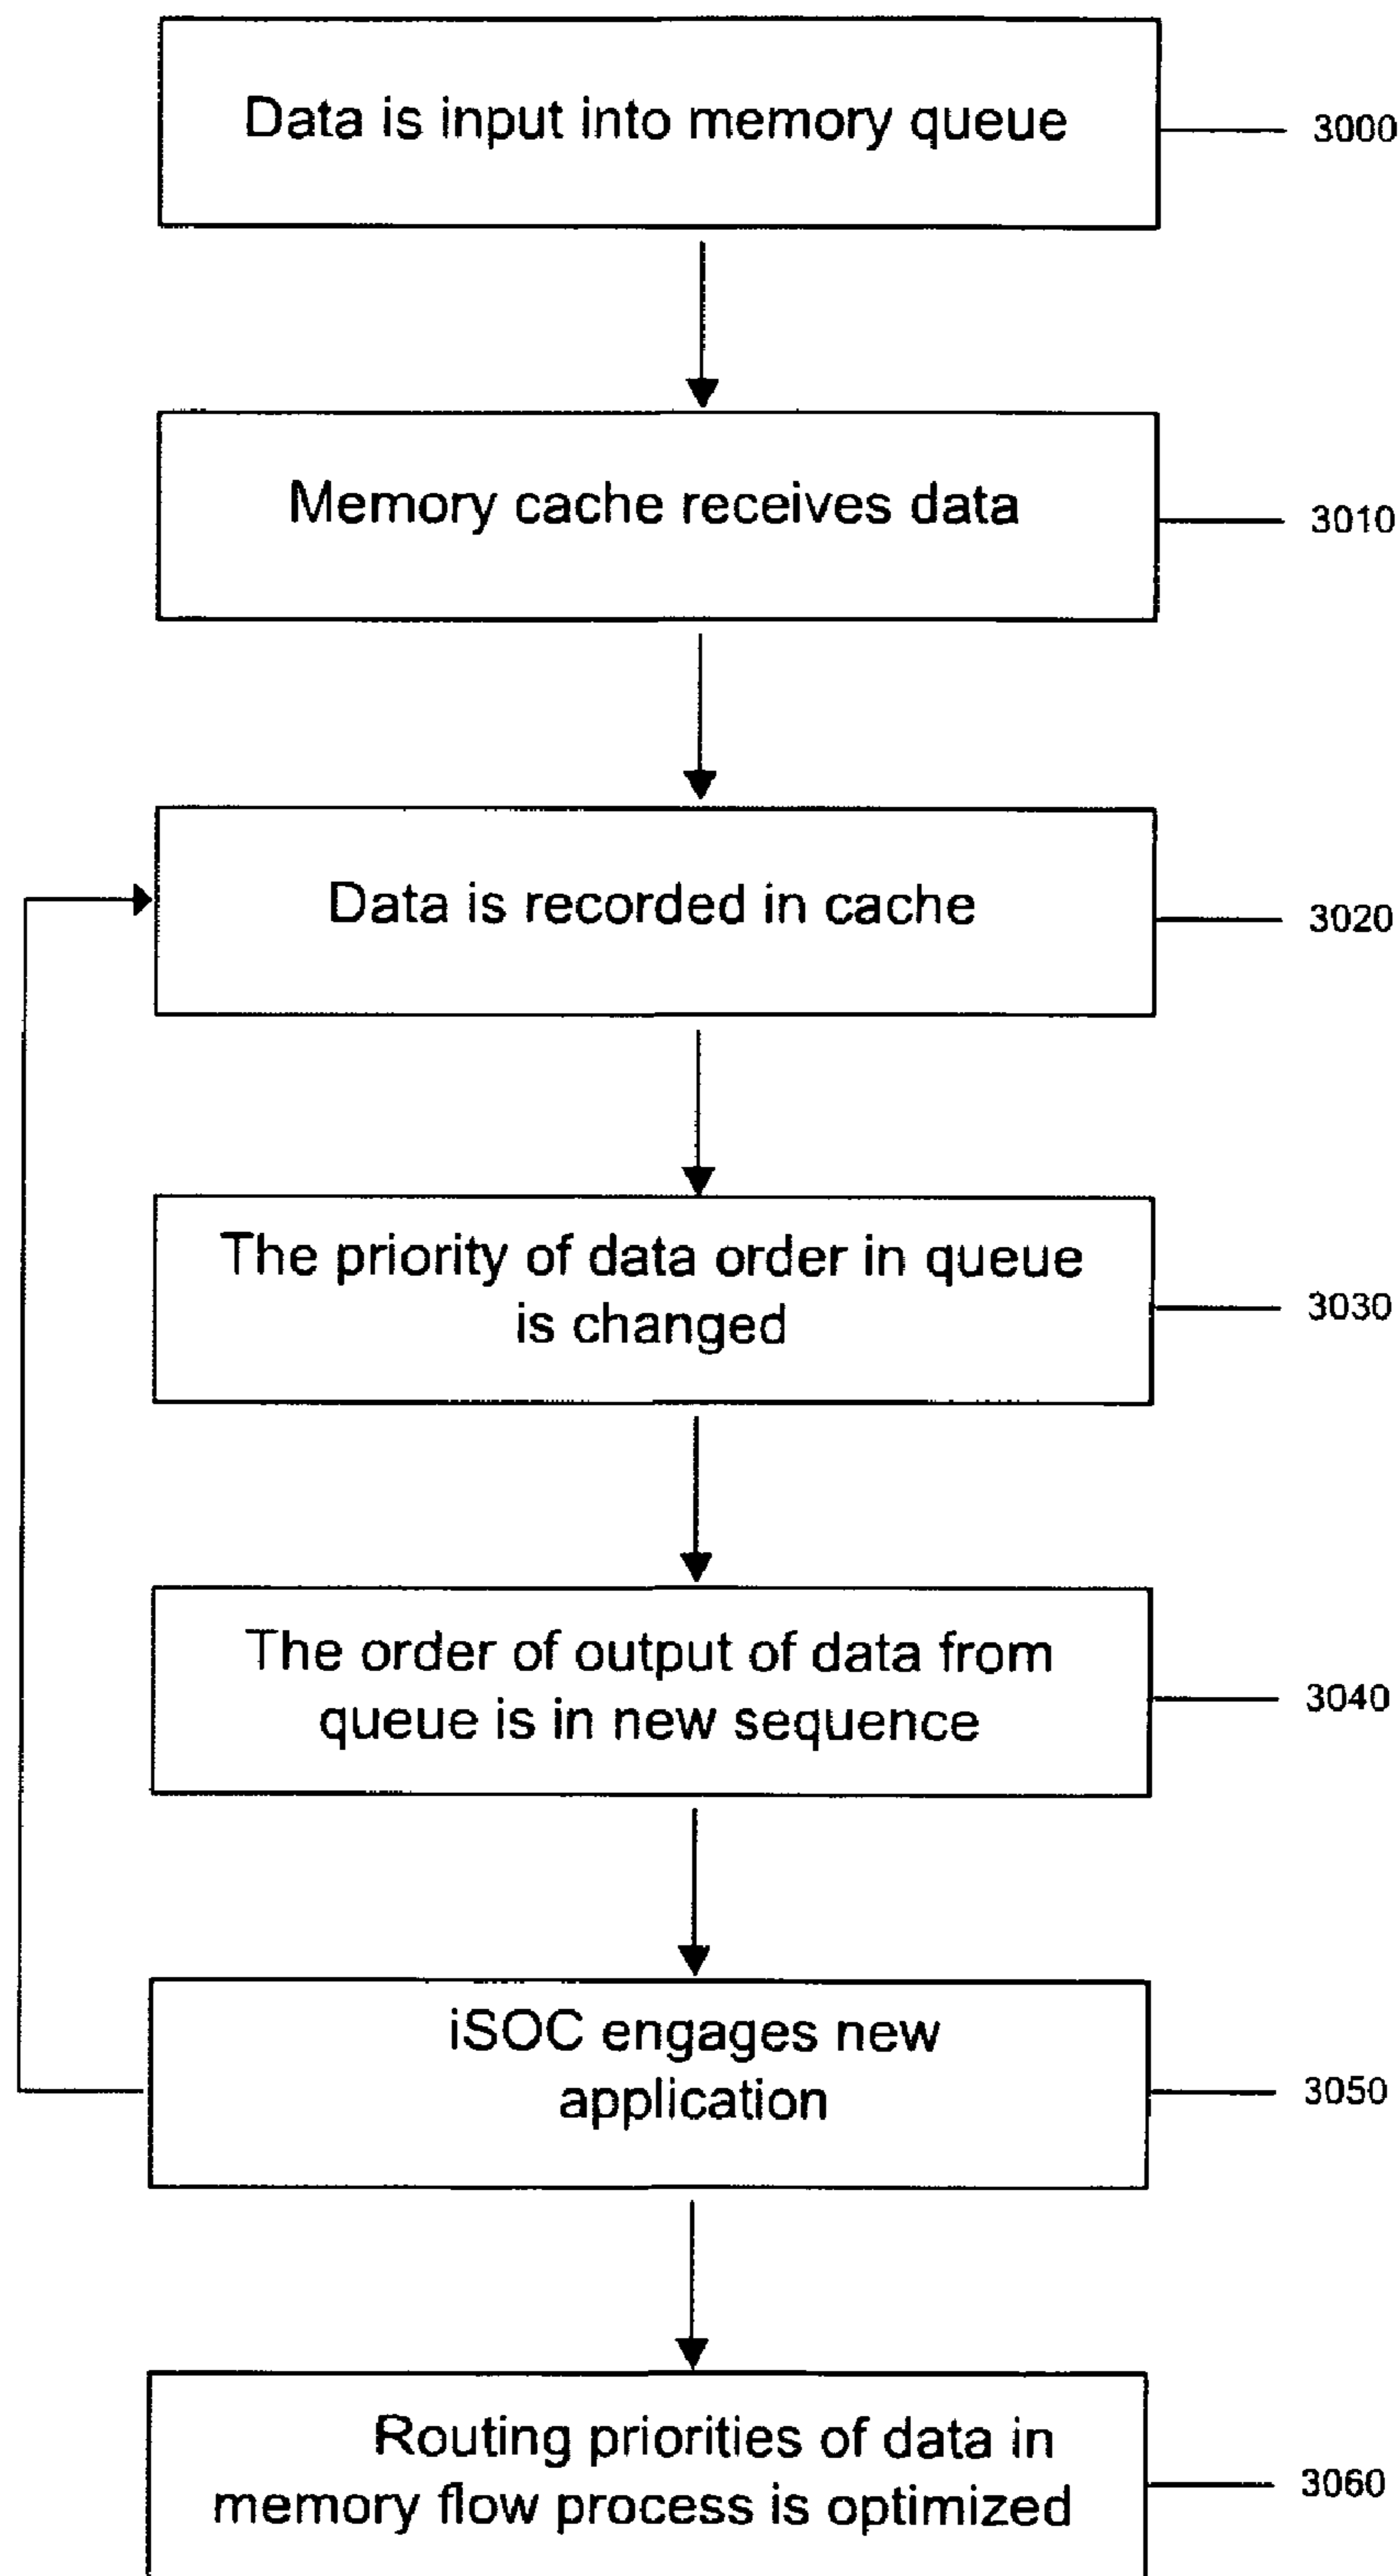 Data is input into memory queue
3000
Memory cache receives data
3010
Data is recorded in cache
3020
The priority of data order in queue
is changed
3030
The order of output of data from
queue is in new sequence
3040
iSOC engages new
application
3050
Routing priorities of data in
memory flow process is optimized
3060